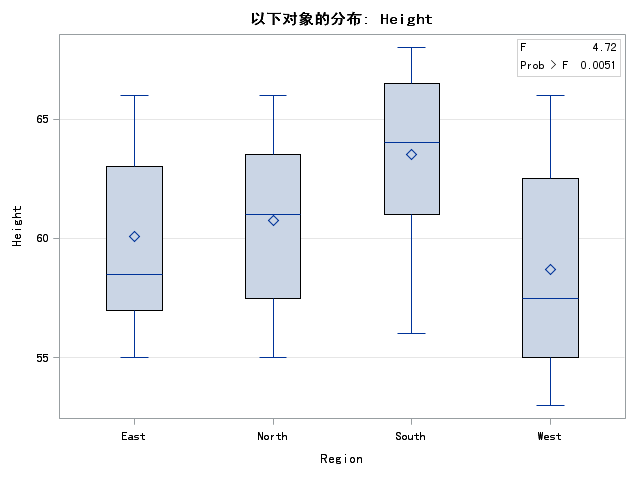 以下对象的分布: Height
F 4.72
Prob > F 0.0051
65
60
55
Height
East North South West
Region